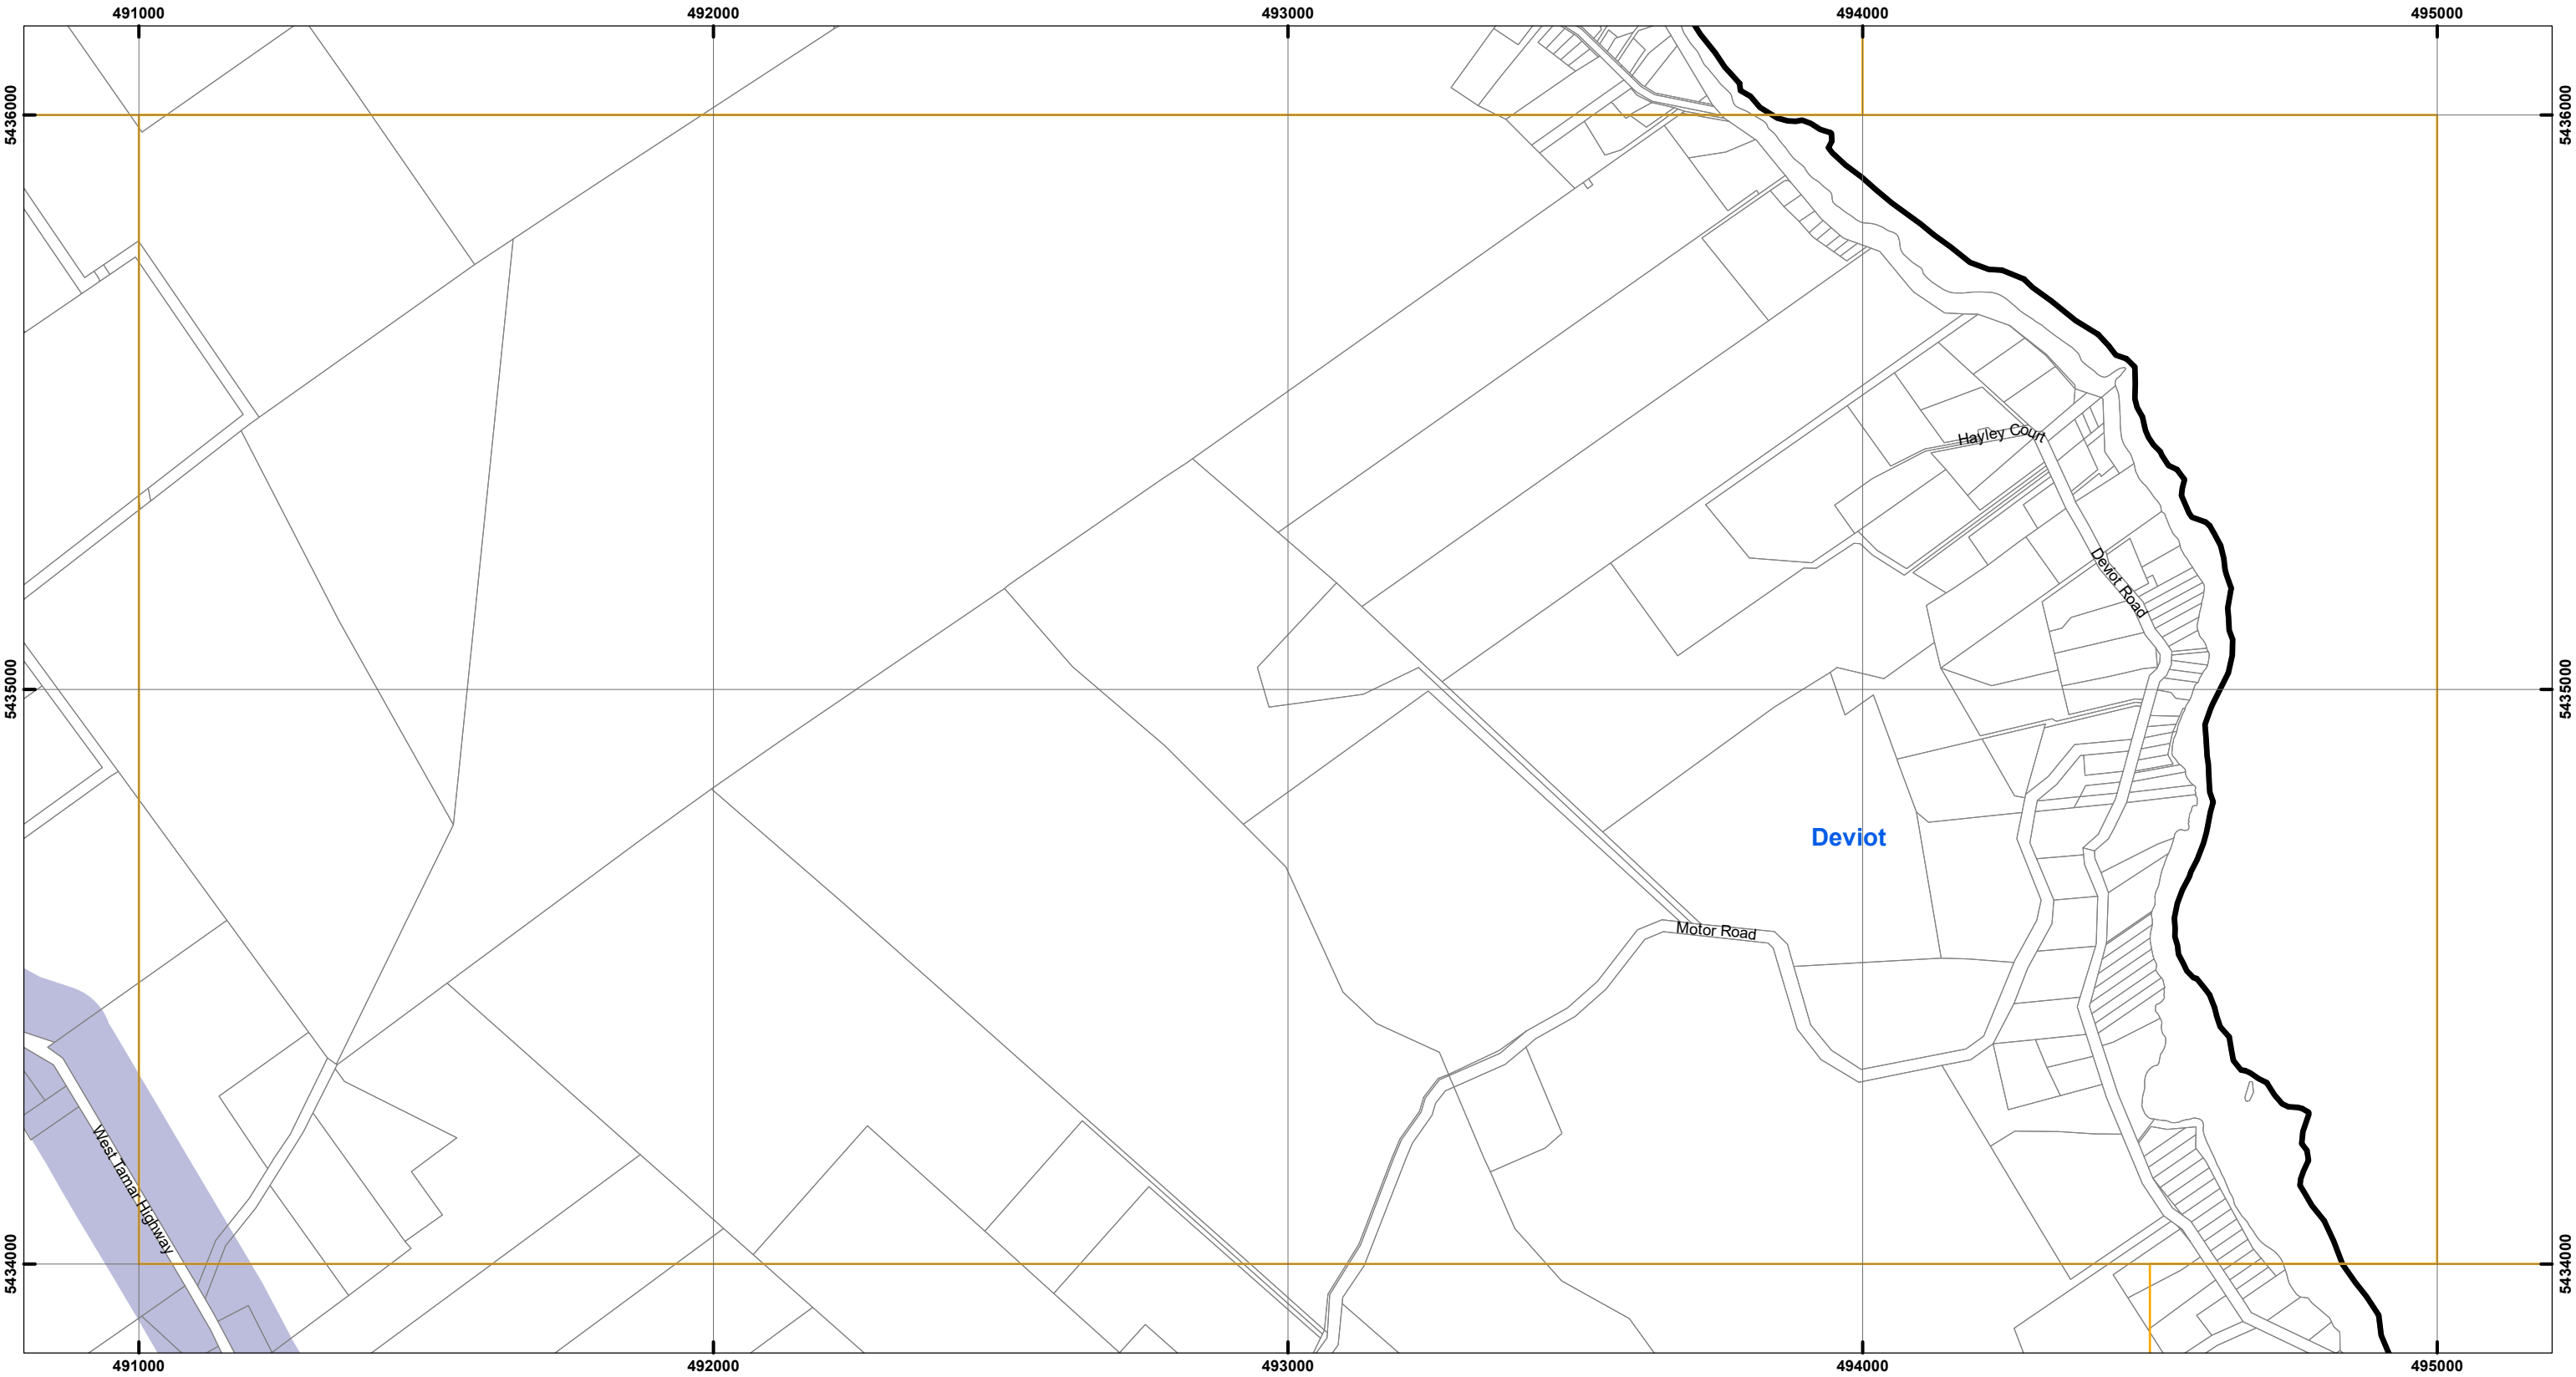 491000 492000 493000 494000 495000
5436000 5436000
Hayley Court
Deviot Road
5435000 5435000
Deviot
Motor Road
West Tamar Highway
5434000 5434000
491000 492000 493000 494000 495000